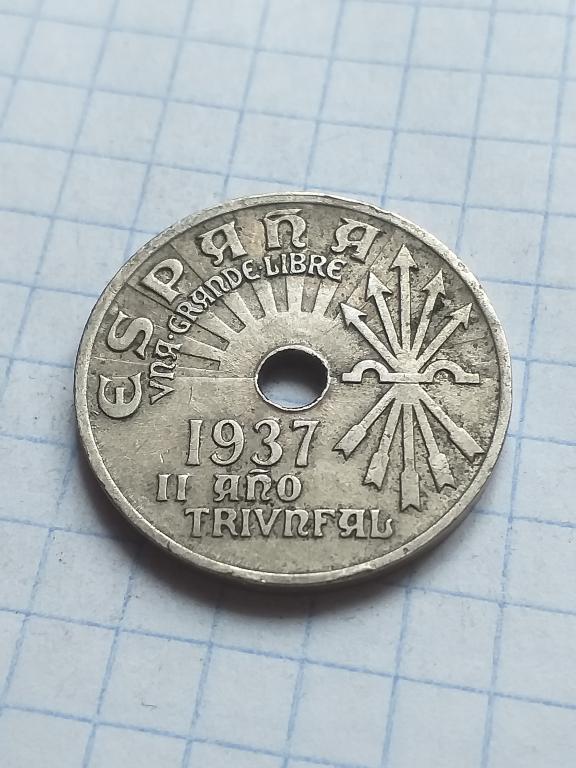 ESPAÑA
VNA·GRANDE·LIBRE
1937
II AÑO
TRIVNFAL